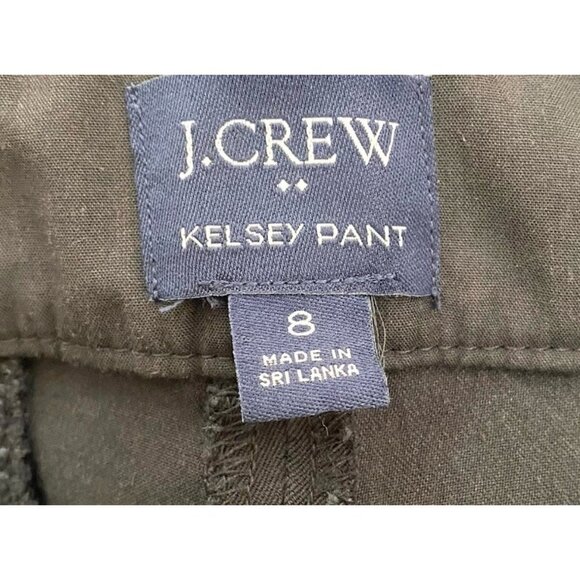 J.CREW
KELSEY PANT
8
MADE IN
SRI LANKA